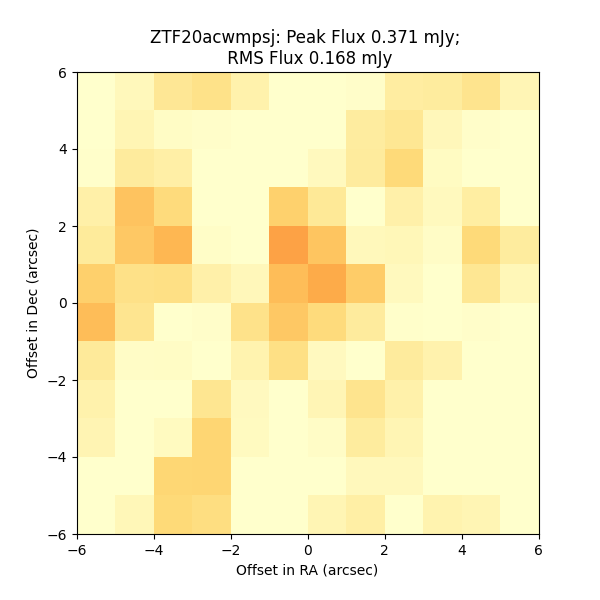 ZTF20acwmpsj: Peak Flux 0.371 mJy;
RMS Flux 0.168 mJy
6
4
2
0
−2
−4
−6
Offset in Dec (arcsec)
−6 −4 −2 0 2 4 6
Offset in RA (arcsec)